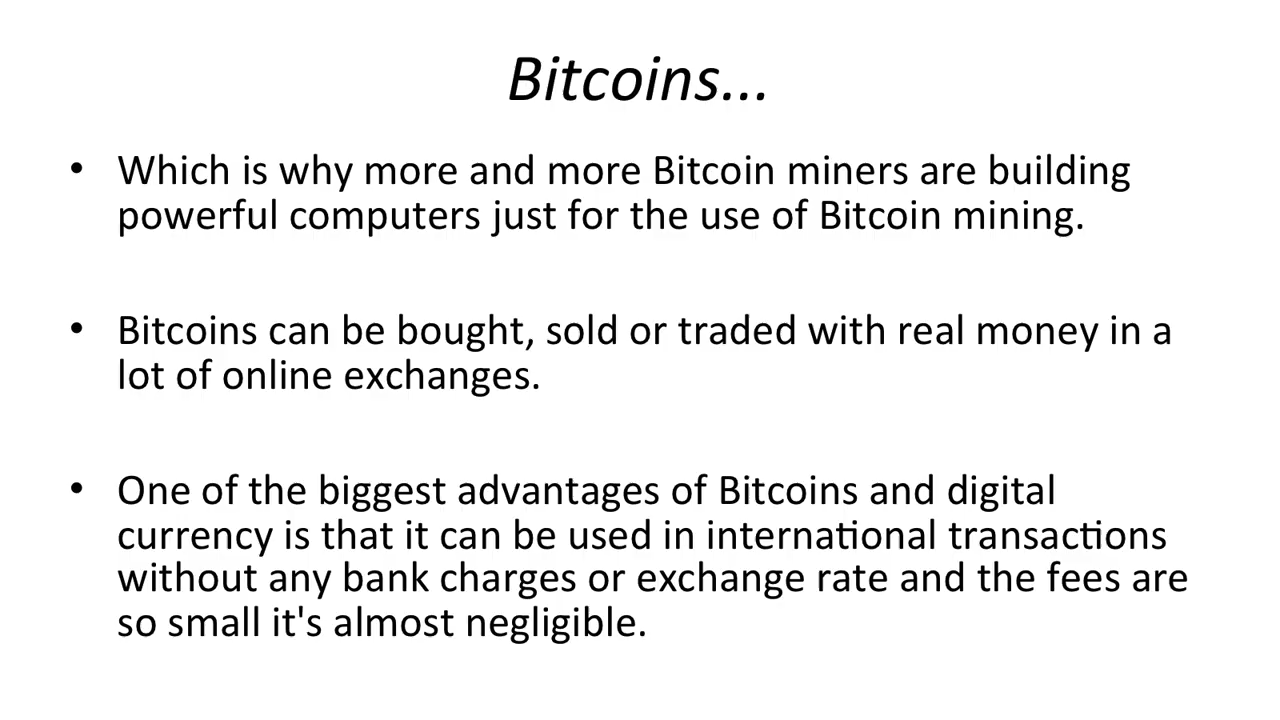 Bitcoins...
• Which is why more and more Bitcoin miners are building
powerful computers just for the use of Bitcoin mining.
• Bitcoins can be bought, sold or traded with real money in a
lot of online exchanges.
• One of the biggest advantages of Bitcoins and digital
currency is that it can be used in international transactions
without any bank charges or exchange rate and the fees are
so small it's almost negligible.